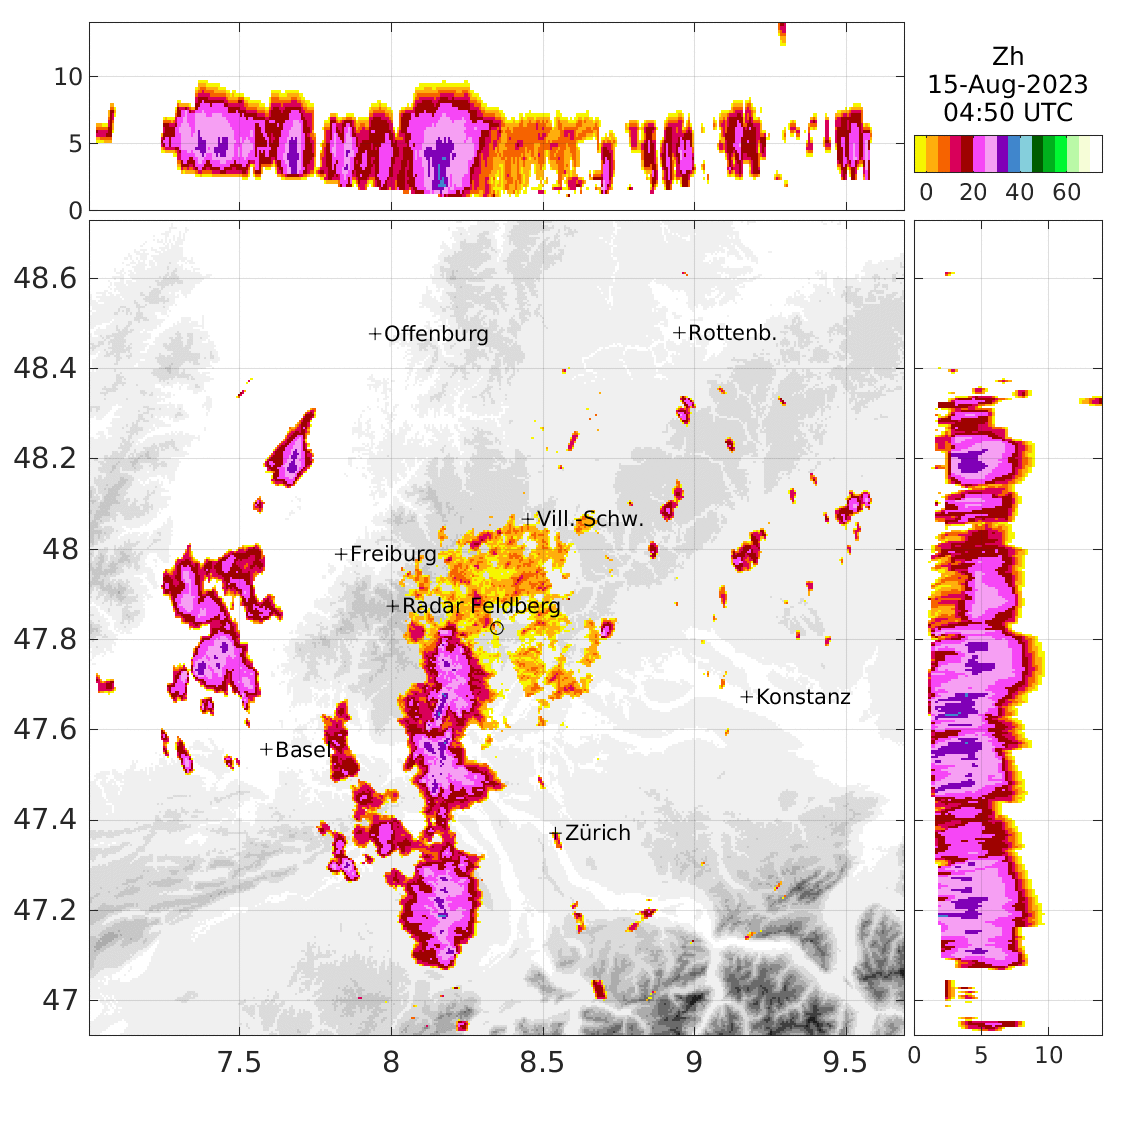 10
5
0
Zh
15-Aug-2023
04:50 UTC
0 20 40 60
48.6
48.4
48.2
48
47.8
47.6
47.4
47.2
47
+Offenburg
+Rottenb.
+Vill.-Schw.
+Freiburg
+Radar Feldberg
+Konstanz
+Basel
+Zürich
7.5 8 8.5 9 9.5
0 5 10